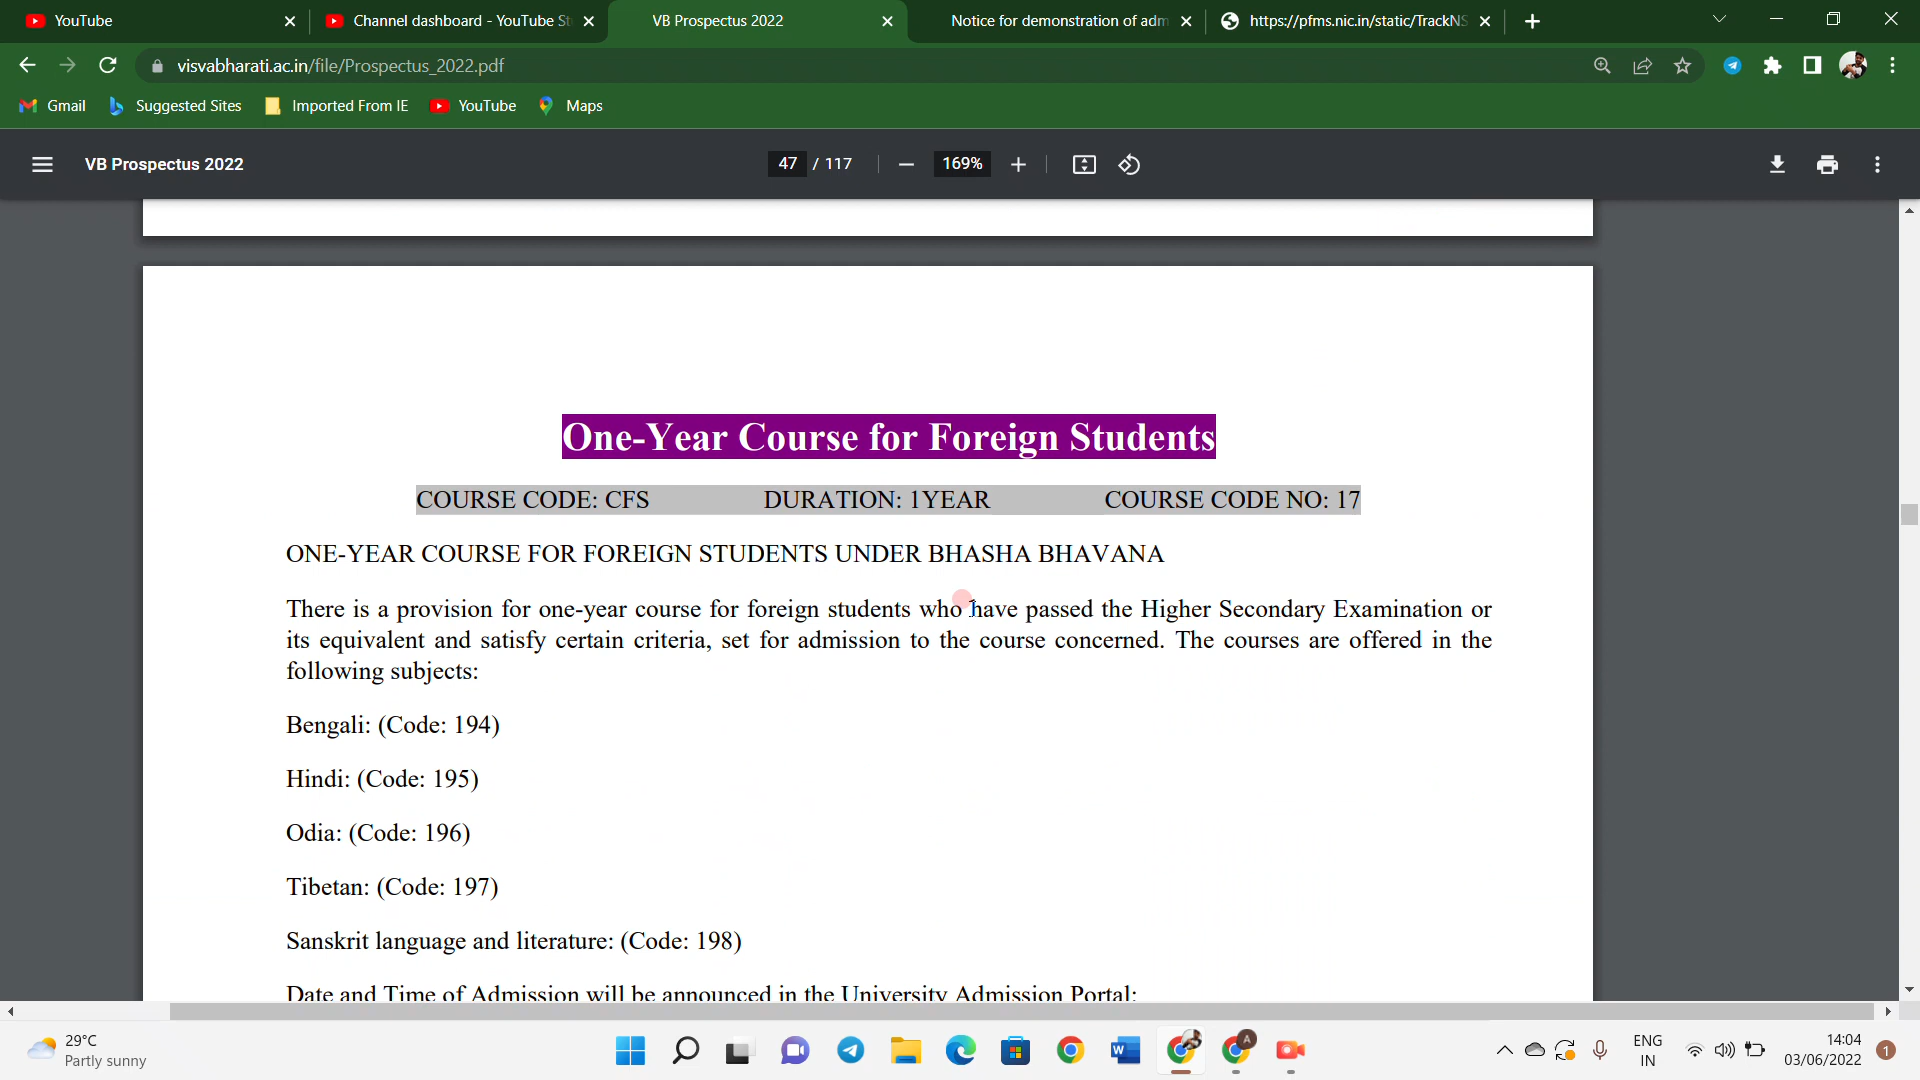 YouTube
Channel dashboard - YouTube St
VB Prospectus 2022
Notice for demonstration of adm
https://pfms.nic.in/static/TrackNS
visvabharati.ac.in/file/Prospectus_2022.pdf
Gmail
Suggested Sites
Imported From IE
YouTube
Maps
VB Prospectus 2022
47 / 117
169%
One-Year Course for Foreign Students
COURSE CODE: CFS DURATION: 1YEAR COURSE CODE NO: 17
ONE-YEAR COURSE FOR FOREIGN STUDENTS UNDER BHASHA BHAVANA
There is a provision for one-year course for foreign students who have passed the Higher Secondary Examination or
its equivalent and satisfy certain criteria, set for admission to the course concerned. The courses are offered in the
following subjects:
Bengali: (Code: 194)
Hindi: (Code: 195)
Odia: (Code: 196)
Tibetan: (Code: 197)
Sanskrit language and literature: (Code: 198)
Date and Time of Admission will be announced in the University Admission Portal:
29°C
Partly sunny
A
ENG
IN
14:04
03/06/2022
1